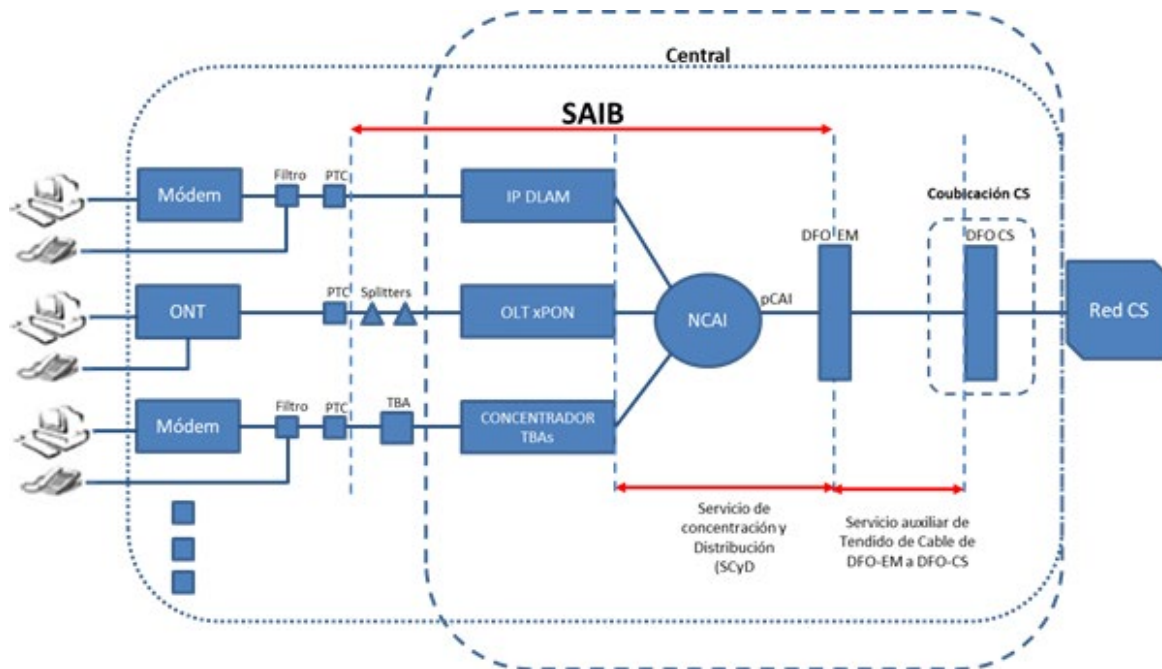 Central
SAIB
Filtro
PTC
Módem
IP DLAM
Coubicación CS
DFO EM
DFO CS
PTC
Splitters
ONT
OLT xPON
NCAI
pCAI
Red CS
Filtro
PTC
TBA
Módem
CONCENTRADOR
TBAs
Servicio de
concentración y
Distribución
(SCyD
Servicio auxiliar de
Tendido de Cable de
DFO-EM a DFO-CS